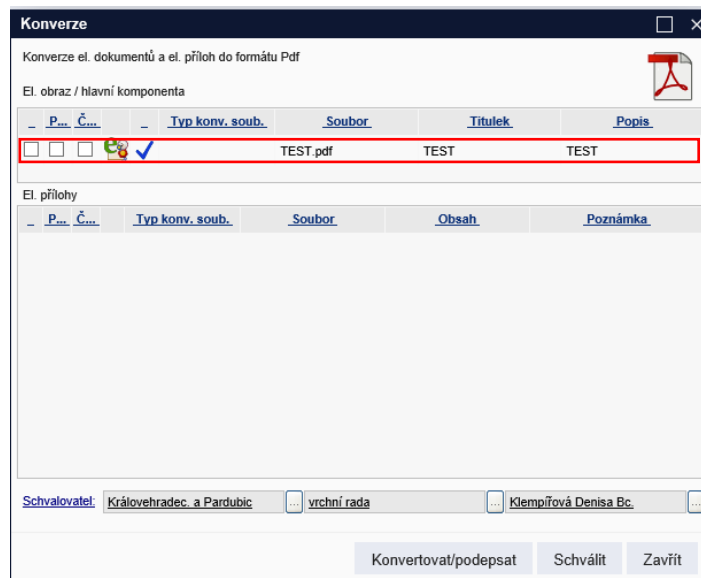 Konverze
Konverze el. dokumentů a el. příloh do formátu Pdf
El. obraz / hlavní komponenta
_ P... Č... _ Typ konv. soub. Soubor Titulek Popis
TEST.pdf TEST TEST
El. přílohy
_ P... Č... Typ konv. soub. Soubor Obsah Poznámka
Schvalovatel: Královehradec. a Pardubic ... vrchní rada ... Klempířová Denisa Bc. ...
Konvertovat/podepsat Schválit Zavřít